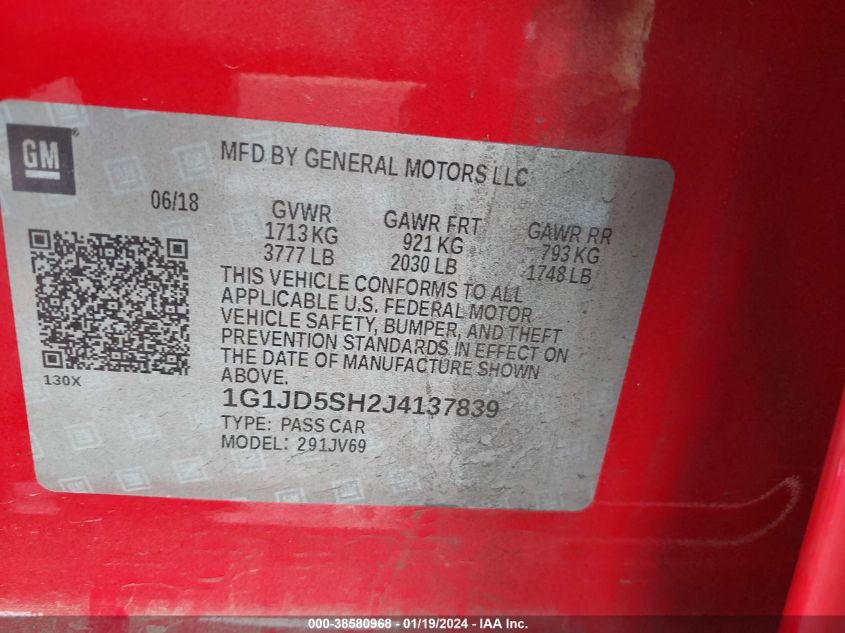 GM
MFD BY GENERAL MOTORS LLC
06/18
GVWR
1713 KG
3777 LB
GAWR FRT
921 KG
2030 LB
GAWR RR
793 KG
1748 LB
THIS VEHICLE CONFORMS TO ALL
APPLICABLE U.S. FEDERAL MOTOR
VEHICLE SAFETY, BUMPER, AND THEFT
PREVENTION STANDARDS IN EFFECT ON
THE DATE OF MANUFACTURE SHOWN
ABOVE.
130X
1G1JD5SH2J4137839
TYPE: PASS CAR
MODEL: 291JV69
000-38580968 - 01/19/2024 - IAA Inc.